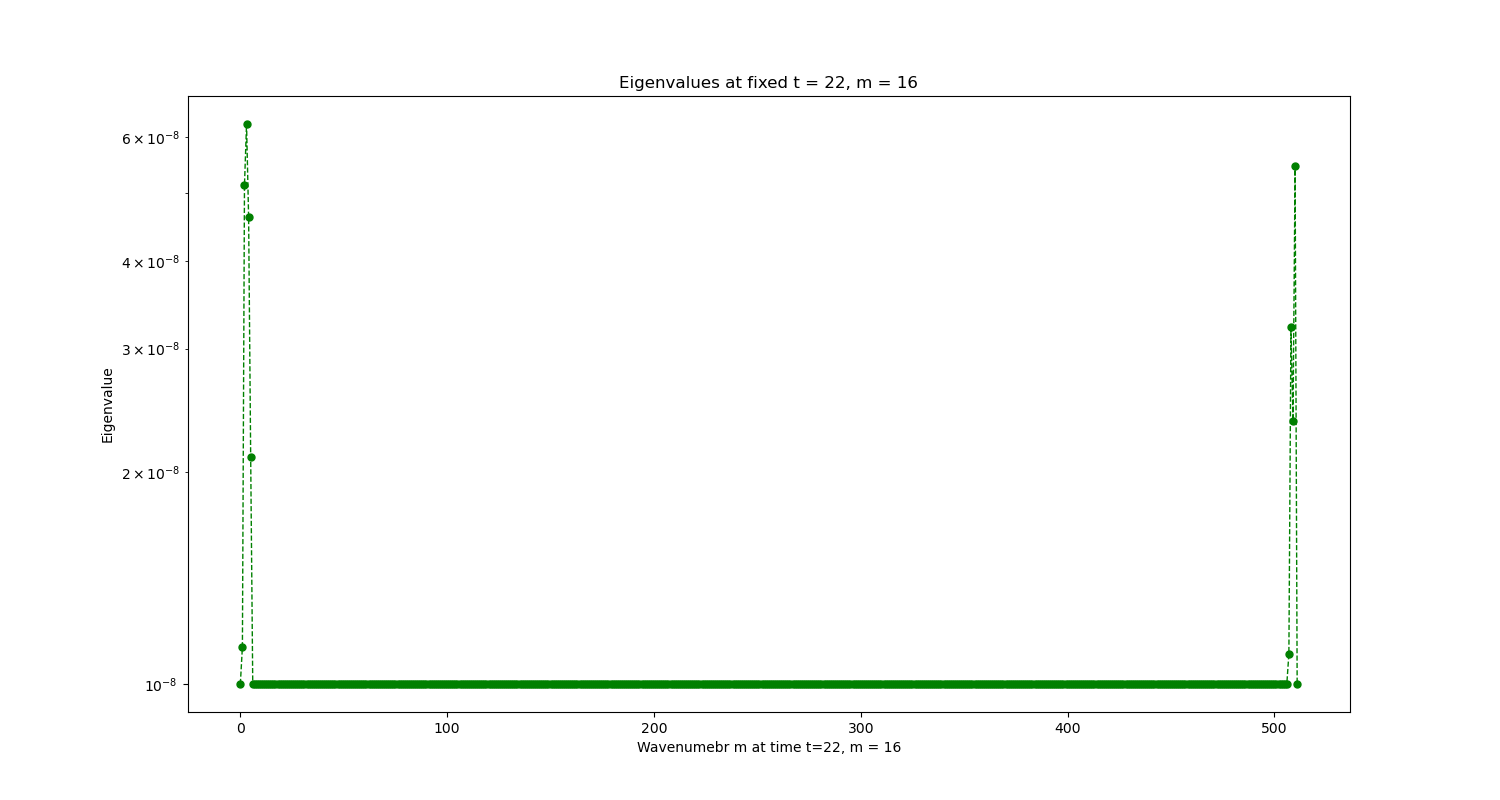 Eigenvalues at fixed t = 22, m = 16
6 × 10⁻⁸
4 × 10⁻⁸
3 × 10⁻⁸
2 × 10⁻⁸
10⁻⁸
Eigenvalue
0 100 200 300 400 500
Wavenumebr m at time t=22, m = 16